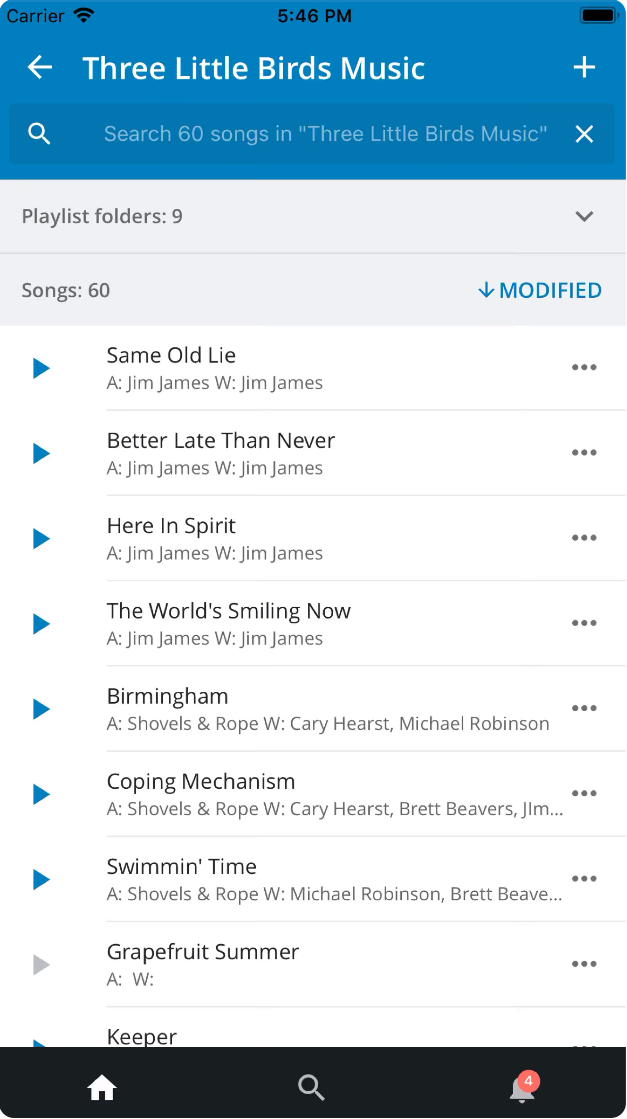 Carrier 5:46 PM
Three Little Birds Music
Search 60 songs in "Three Little Birds Music"
Playlist folders: 9
Songs: 60 MODIFIED
Same Old Lie
A: Jim James W: Jim James
Better Late Than Never
A: Jim James W: Jim James
Here In Spirit
A: Jim James W: Jim James
The World's Smiling Now
A: Jim James W: Jim James
Birmingham
A: Shovels & Rope W: Cary Hearst, Michael Robinson
Coping Mechanism
A: Shovels & Rope W: Cary Hearst, Brett Beavers, JIm...
Swimmin' Time
A: Shovels & Rope W: Michael Robinson, Brett Beave...
Grapefruit Summer
A:  W:
Keeper
4